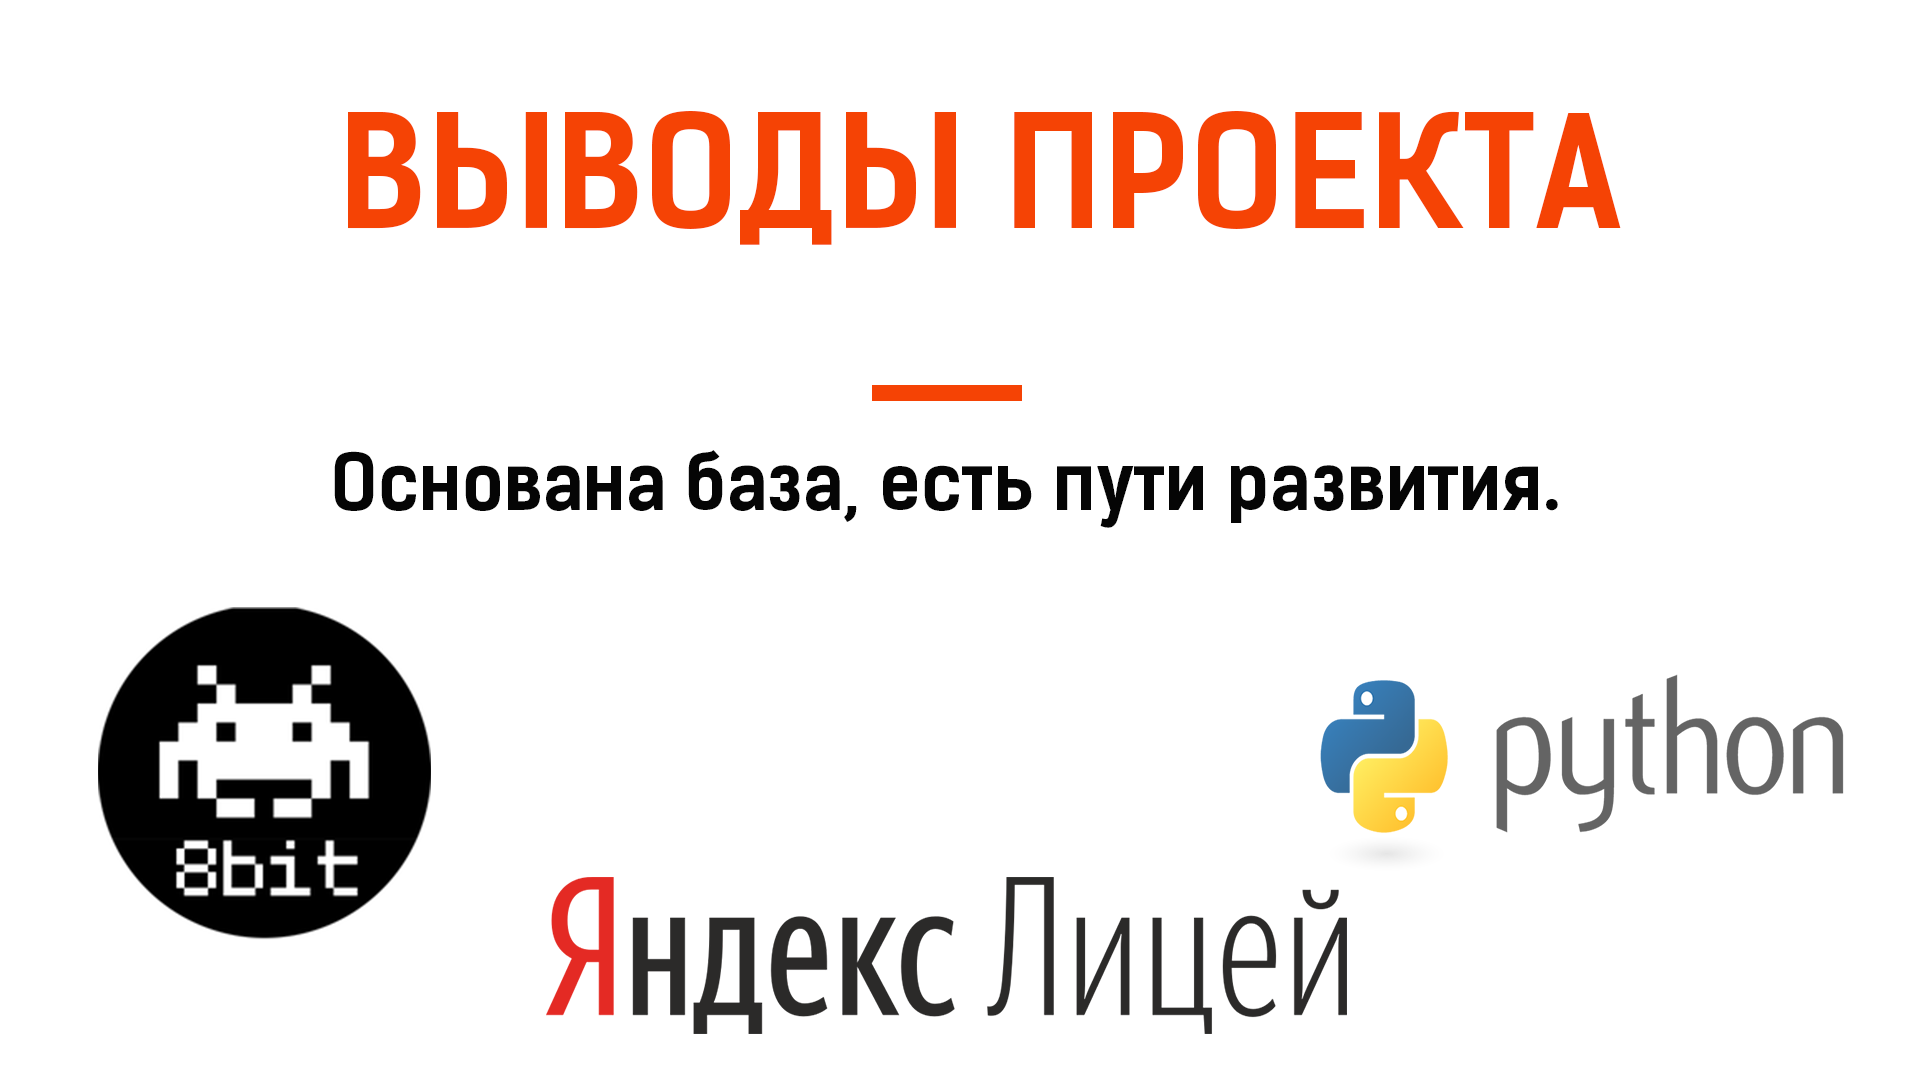 ВЫВОДЫ ПРОЕКТА
Основана база, есть пути развития.
8bit
python
Яндекс Лицей